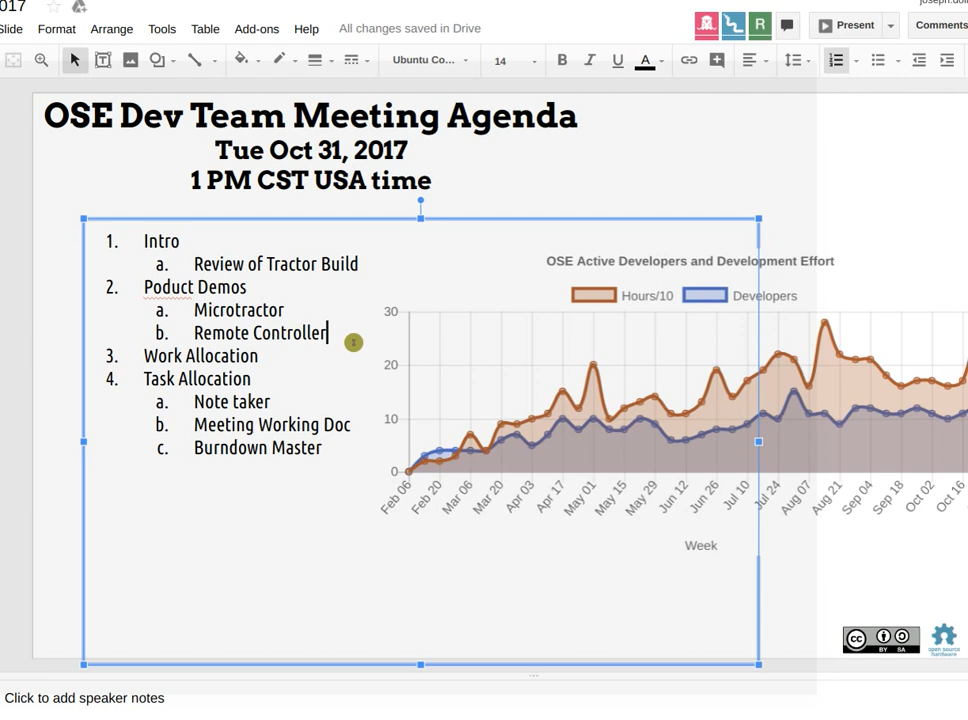 017
Slide Format Arrange Tools Table Add-ons Help All changes saved in Drive
R Present Comments
Ubuntu Co... 14 B I U A
OSE Dev Team Meeting Agenda
Tue Oct 31, 2017
1 PM CST USA time
1. Intro
a. Review of Tractor Build
2. Poduct Demos
a. Microtractor
b. Remote Controller
3. Work Allocation
4. Task Allocation
a. Note taker
b. Meeting Working Doc
c. Burndown Master
OSE Active Developers and Development Effort
Hours/10 Developers
30
20
10
0
Feb 06 Feb 20 Mar 06 Mar 20 Apr 03 Apr 17 May 01 May 15 May 29 Jun 12 Jun 26 Jul 10 Jul 24 Aug 07 Aug 21 Sep 04 Sep 18 Oct 02 Oct 16
Week
cc BY SA
open source
hardware
Click to add speaker notes